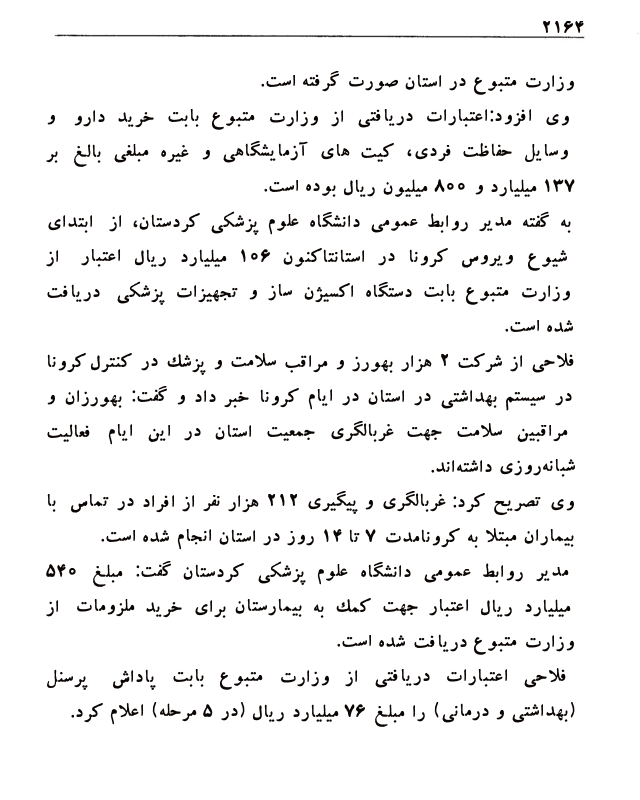 ۲۱۶۴
وزارت متبوع در استان صورت گرفته است.
وی افزود:اعتبارات دریافتی از وزارت متبوع بابت خرید دارو و
وسایل حفاظت فردی، کیت های آزمایشگاهی و غیره مبلغی بالغ بر
۱۳۷ میلیارد و ۸۰۰ میلیون ریال بوده است.
به گفته مدیر روابط عمومی دانشگاه علوم پزشکی کردستان، از ابتدای
شیوع ویروس کرونا در استانتاکنون ۱۰۶ میلیارد ریال اعتبار از
وزارت متبوع بابت دستگاه اکسیژن ساز و تجهیزات پزشکی دریافت
شده است.
فلاحی از شرکت ۲ هزار بهورز و مراقب سلامت و پزشك در کنترل کرونا
در سیستم بهداشتی در استان در ایام کرونا خبر داد و گفت: بهورزان و
مراقبین سلامت جهت غربالگری جمعیت استان در این ایام فعالیت
شبانه‌روزی داشته‌اند.
وی تصریح کرد: غربالگری و پیگیری ۲۱۲ هزار نفر از افراد در تماس با
بیماران مبتلا به کرونامدت ۷ تا ۱۴ روز در استان انجام شده است.
مدیر روابط عمومی دانشگاه علوم پزشکی کردستان گفت: مبلغ ۵۴۰
میلیارد ریال اعتبار جهت کمك به بیمارستان برای خرید ملزومات از
وزارت متبوع دریافت شده است.
فلاحی اعتبارات دریافتی از وزارت متبوع بابت پاداش پرسنل
(بهداشتی و درمانی) را مبلغ ۷۶ میلیارد ریال (در ۵ مرحله) اعلام کرد.